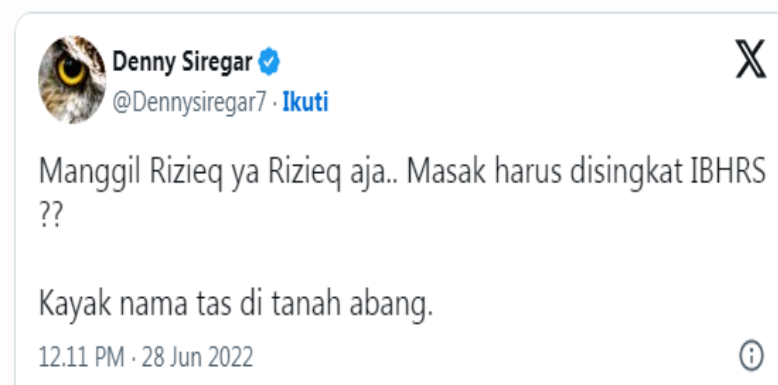 Denny Siregar
@Dennysiregar7 · Ikuti
Manggil Rizieq ya Rizieq aja.. Masak harus disingkat IBHRS
??
Kayak nama tas di tanah abang.
12.11 PM · 28 Jun 2022